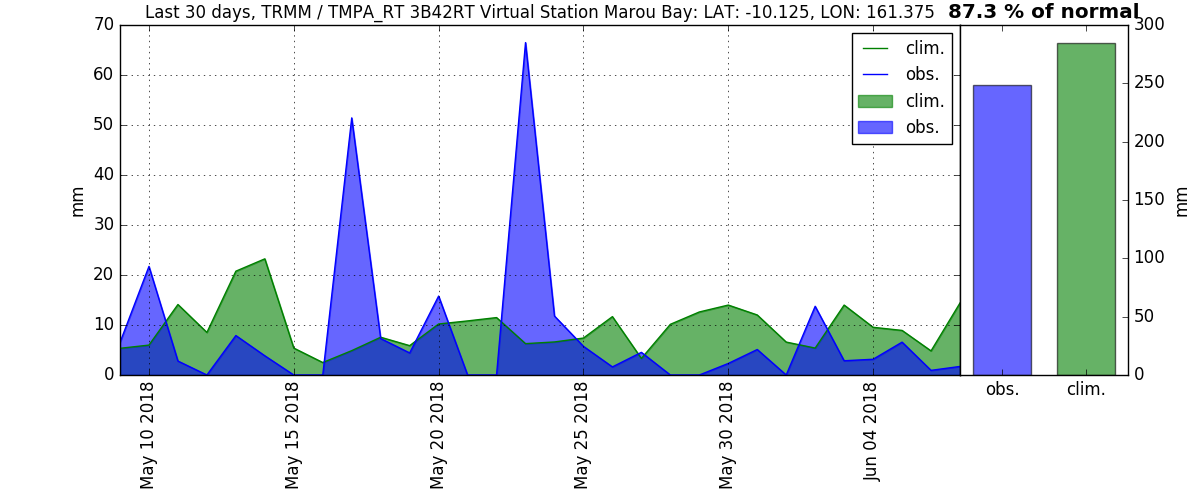 Last 30 days, TRMM / TMPA_RT 3B42RT Virtual Station Marou Bay: LAT: -10.125, LON: 161.375
87.3 % of normal
70
60
50
40
30
20
10
0
mm
clim.
obs.
clim.
obs.
300
250
200
150
100
50
0
mm
May 10 2018
May 15 2018
May 20 2018
May 25 2018
May 30 2018
Jun 04 2018
obs.
clim.